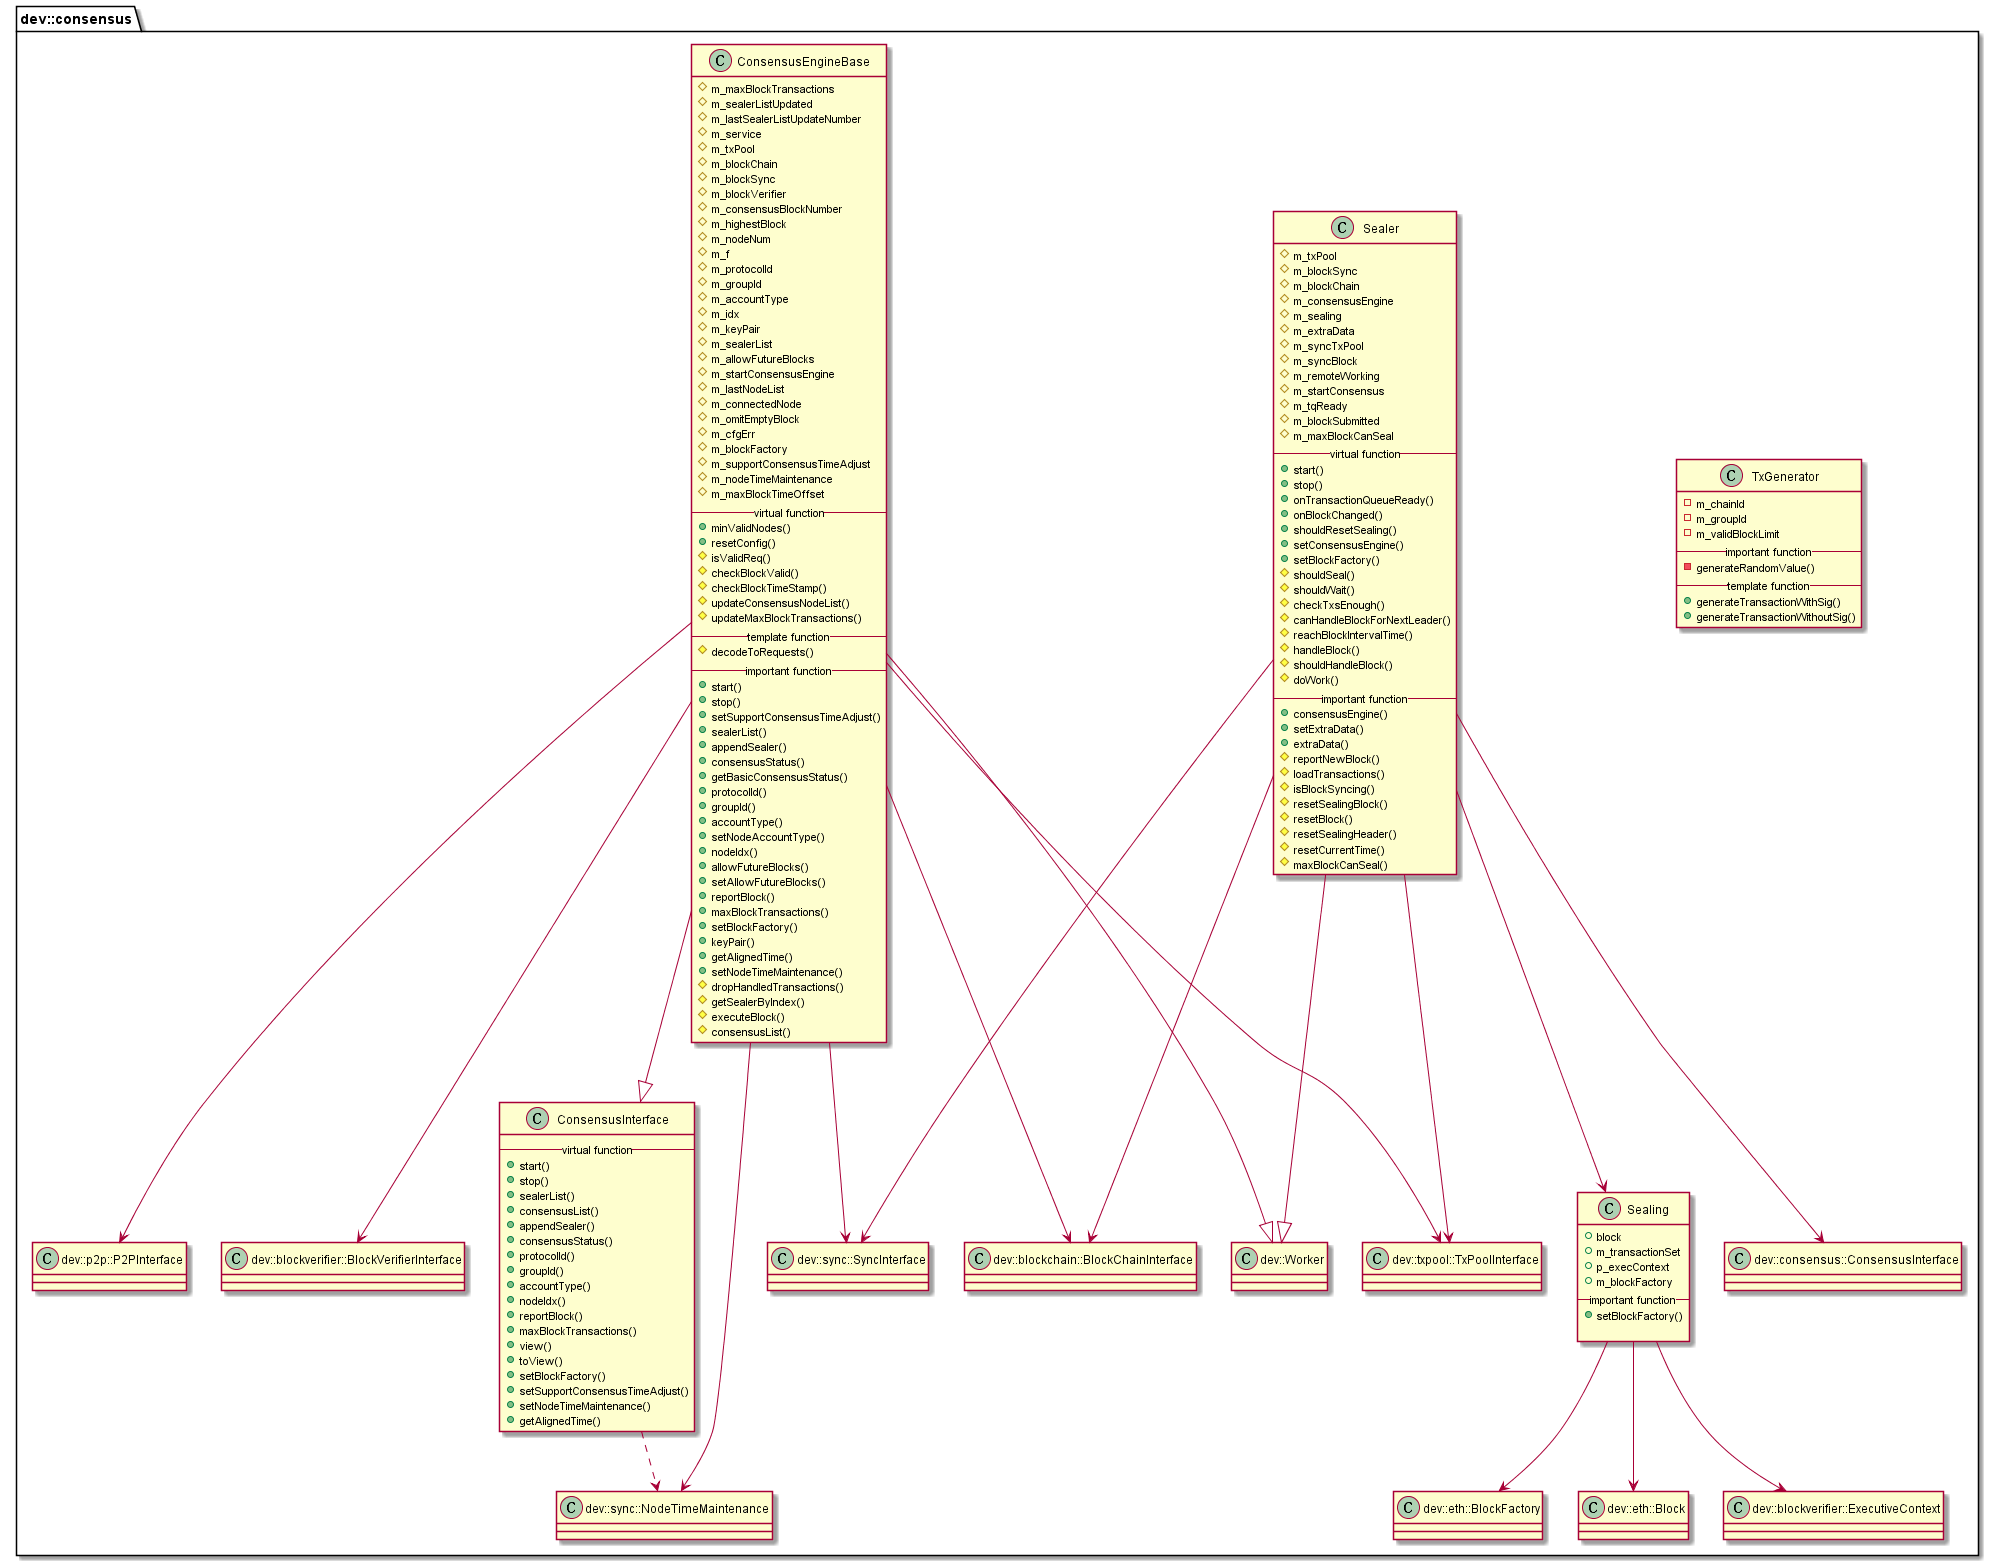 dev::consensus
C ConsensusEngineBase
m_maxBlockTransactions
m_sealerListUpdated
m_lastSealerListUpdateNumber
m_service
m_txPool
m_blockChain
m_blockSync
m_blockVerifier
m_consensusBlockNumber
m_highestBlock
m_nodeNum
m_f
m_protocolId
m_groupId
m_accountType
m_idx
m_keyPair
m_sealerList
m_allowFutureBlocks
m_startConsensusEngine
m_lastNodeList
m_connectedNode
m_omitEmptyBlock
m_cfgErr
m_blockFactory
m_supportConsensusTimeAdjust
m_nodeTimeMaintenance
m_maxBlockTimeOffset
virtual function
minValidNodes()
resetConfig()
isValidReq()
checkBlockValid()
checkBlockTimeStamp()
updateConsensusNodeList()
updateMaxBlockTransactions()
template function
decodeToRequests()
important function
start()
stop()
setSupportConsensusTimeAdjust()
sealerList()
appendSealer()
consensusStatus()
getBasicConsensusStatus()
protocolId()
groupId()
accountType()
setNodeAccountType()
nodeIdx()
allowFutureBlocks()
setAllowFutureBlocks()
reportBlock()
maxBlockTransactions()
setBlockFactory()
keyPair()
getAlignedTime()
setNodeTimeMaintenance()
dropHandledTransactions()
getSealerByIndex()
executeBlock()
consensusList()
C Sealer
m_txPool
m_blockSync
m_blockChain
m_consensusEngine
m_sealing
m_extraData
m_syncTxPool
m_syncBlock
m_remoteWorking
m_startConsensus
m_tqReady
m_blockSubmitted
m_maxBlockCanSeal
virtual function
start()
stop()
onTransactionQueueReady()
onBlockChanged()
shouldResetSealing()
setConsensusEngine()
setBlockFactory()
shouldSeal()
shouldWait()
checkTxsEnough()
canHandleBlockForNextLeader()
reachBlockIntervalTime()
handleBlock()
shouldHandleBlock()
doWork()
important function
consensusEngine()
setExtraData()
extraData()
reportNewBlock()
loadTransactions()
isBlockSyncing()
resetSealingBlock()
resetBlock()
resetSealingHeader()
resetCurrentTime()
maxBlockCanSeal()
C TxGenerator
m_chainId
m_groupId
m_validBlockLimit
important function
generateRandomValue()
template function
generateTransactionWithSig()
generateTransactionWithoutSig()
C ConsensusInterface
virtual function
start()
stop()
sealerList()
consensusList()
appendSealer()
consensusStatus()
protocolId()
groupId()
accountType()
nodeIdx()
reportBlock()
maxBlockTransactions()
view()
toView()
setBlockFactory()
setSupportConsensusTimeAdjust()
setNodeTimeMaintenance()
getAlignedTime()
C dev::p2p::P2PInterface
C dev::blockverifier::BlockVerifierInterface
C dev::sync::SyncInterface
C dev::blockchain::BlockChainInterface
C dev::Worker
C dev::txpool::TxPoolInterface
C Sealing
block
m_transactionSet
p_execContext
m_blockFactory
important function
setBlockFactory()
C dev::consensus::ConsensusInterface
C dev::sync::NodeTimeMaintenance
C dev::eth::BlockFactory
C dev::eth::Block
C dev::blockverifier::ExecutiveContext